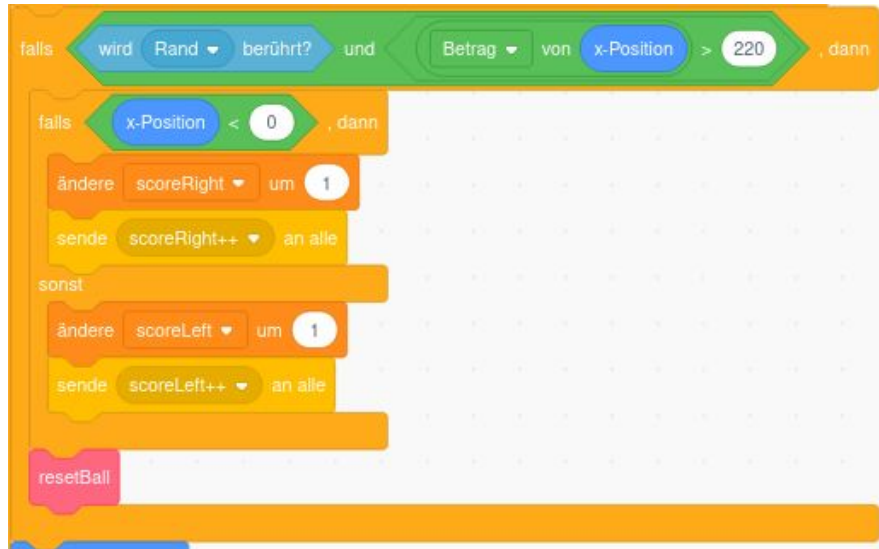 falls wird Rand berührt? und Betrag von x-Position > 220 , dann
falls x-Position < 0 , dann
ändere scoreRight um 1
sende scoreRight++ an alle
sonst
ändere scoreLeft um 1
sende scoreLeft++ an alle
resetBall